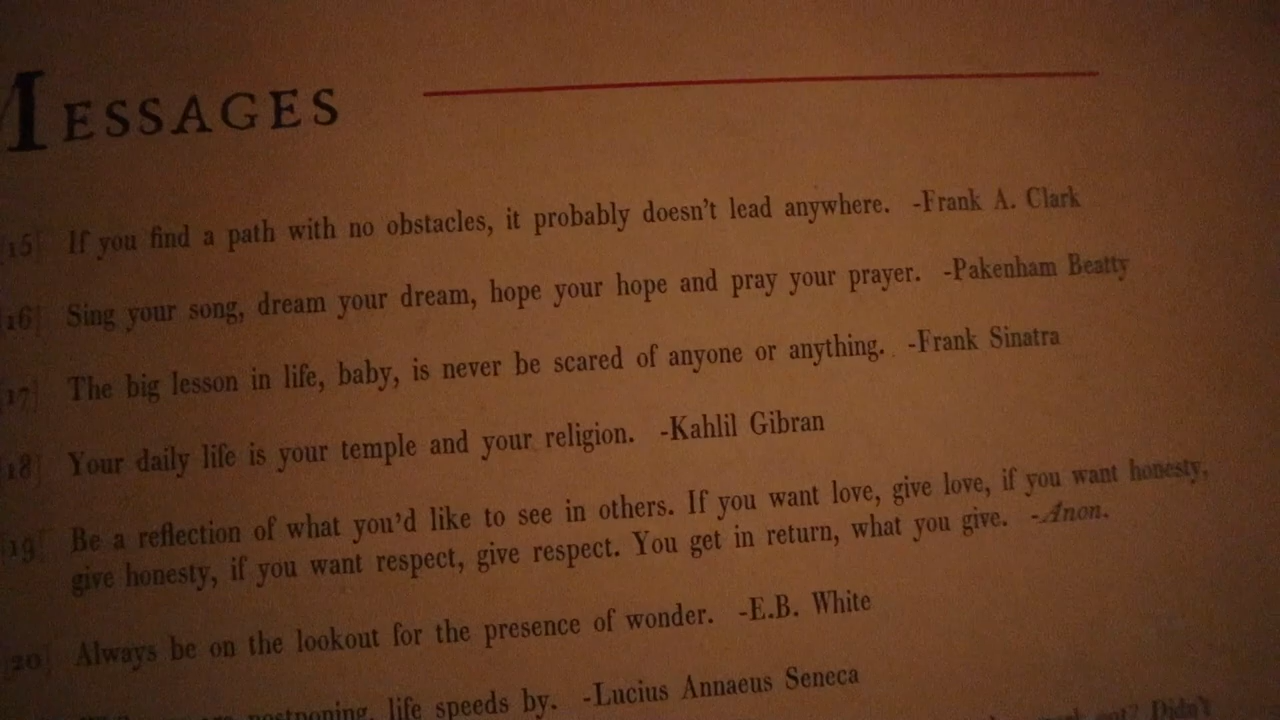 MESSAGES
[15] If you find a path with no obstacles, it probably doesn't lead anywhere. -Frank A. Clark
[16] Sing your song, dream your dream, hope your hope and pray your prayer. -Pakenham Beatty
[17] The big lesson in life, baby, is never be scared of anyone or anything. -Frank Sinatra
[18] Your daily life is your temple and your religion. -Kahlil Gibran
[19] Be a reflection of what you'd like to see in others. If you want love, give love, if you want honesty,
give honesty, if you want respect, give respect. You get in return, what you give. -Anon.
[20] Always be on the lookout for the presence of wonder. -E.B. White
postponing, life speeds by. -Lucius Annaeus Seneca
Didn't